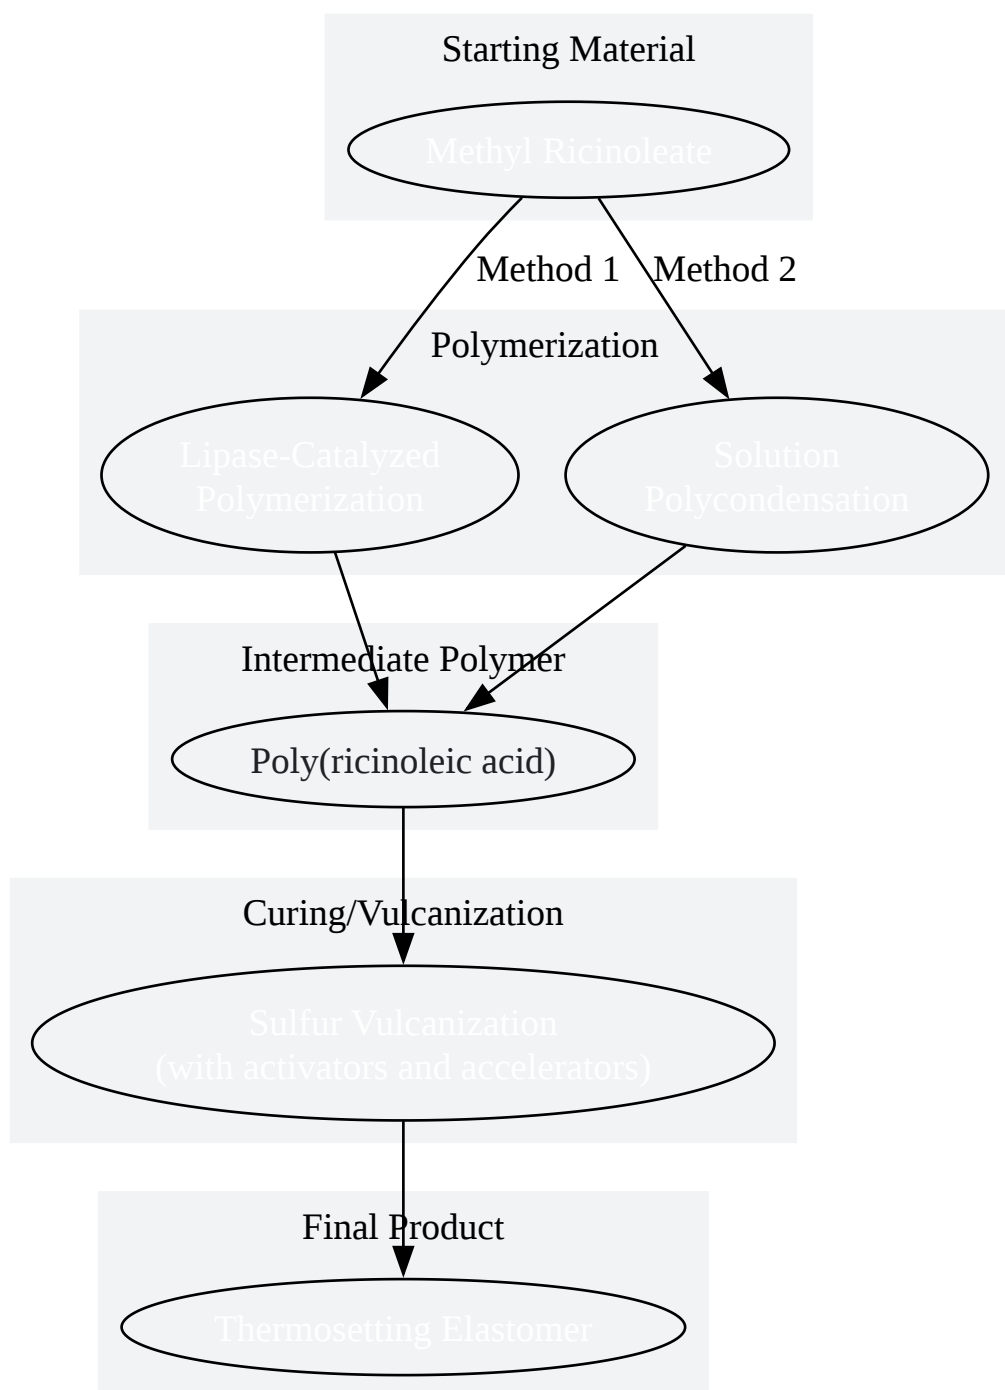 Starting Material
Methyl Ricinoleate
Method 1
Method 2
Polymerization
Lipase-Catalyzed
Polymerization
Solution
Polycondensation
Intermediate Polymer
Poly(ricinoleic acid)
Curing/Vulcanization
Sulfur Vulcanization
(with activators and accelerators)
Final Product
Thermosetting Elastomer